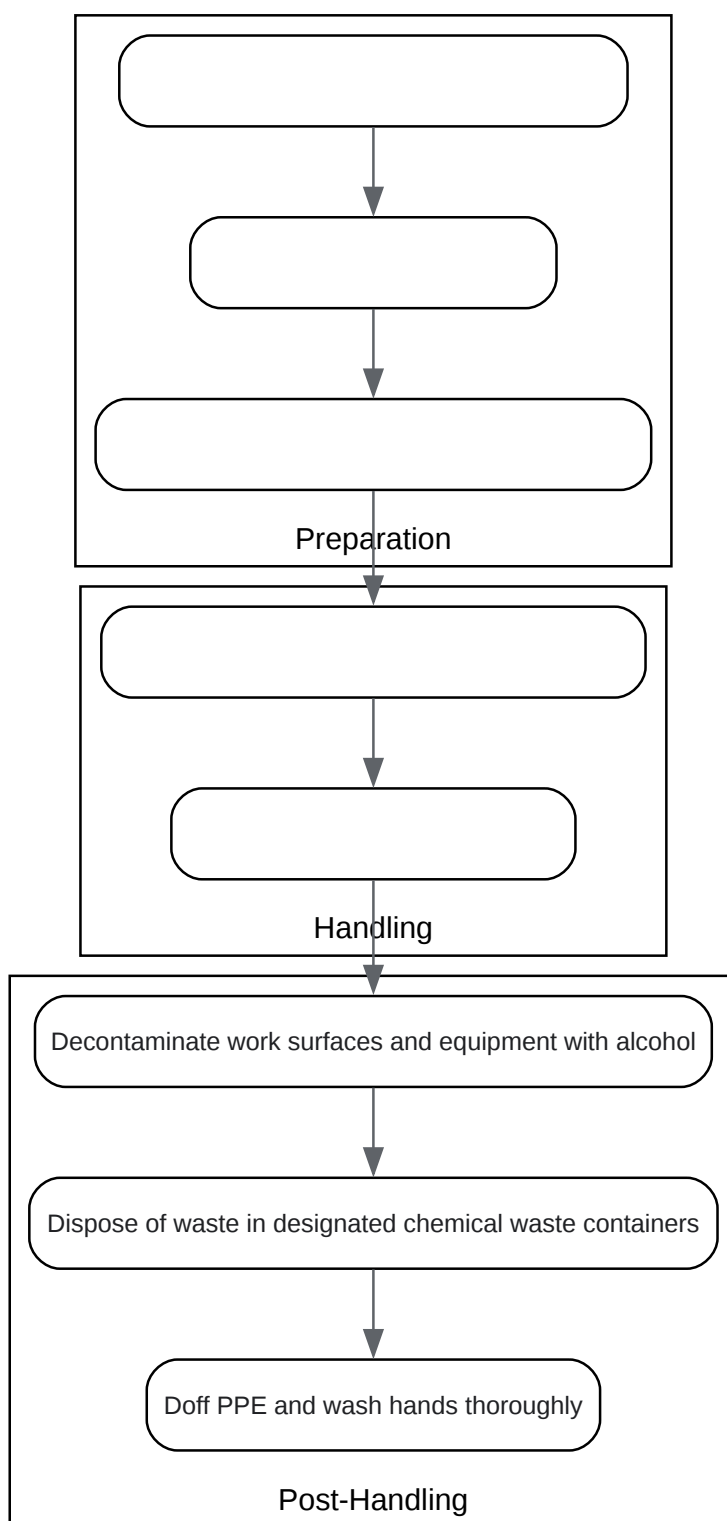 Preparation
Handling
Decontaminate work surfaces and equipment with alcohol
Dispose of waste in designated chemical waste containers
Doff PPE and wash hands thoroughly
Post-Handling